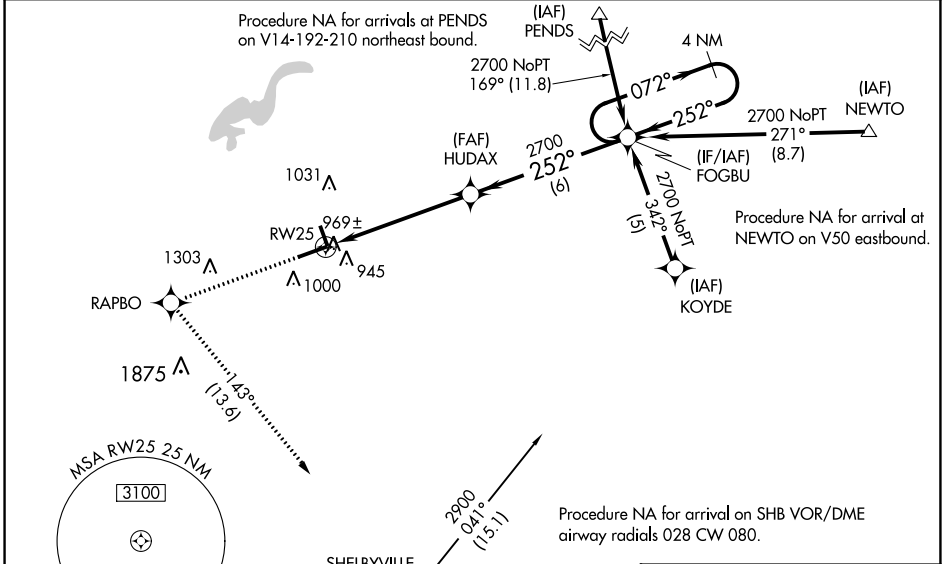 Procedure NA for arrivals at PENDS
on V14-192-210 northeast bound.
(IAF)
PENDS
4 NM
2700 NoPT
169° (11.8)
072°
252°
(IAF)
NEWTO
2700 NoPT
271°
(8.7)
(FAF)
HUDAX
2700
252°
(6)
(IF/IAF)
FOGBU
1031
2700 NoPT
342°
(5)
Procedure NA for arrival at
NEWTO on V50 eastbound.
969±
RW25
945
1303
1000
(IAF)
KOYDE
RAPBO
1875
143°
(13.6)
MSA RW25 25 NM
3100
2900
041°
(15.1)
Procedure NA for arrival on SHB VOR/DME
airway radials 028 CW 080.
SHELBYVILLE